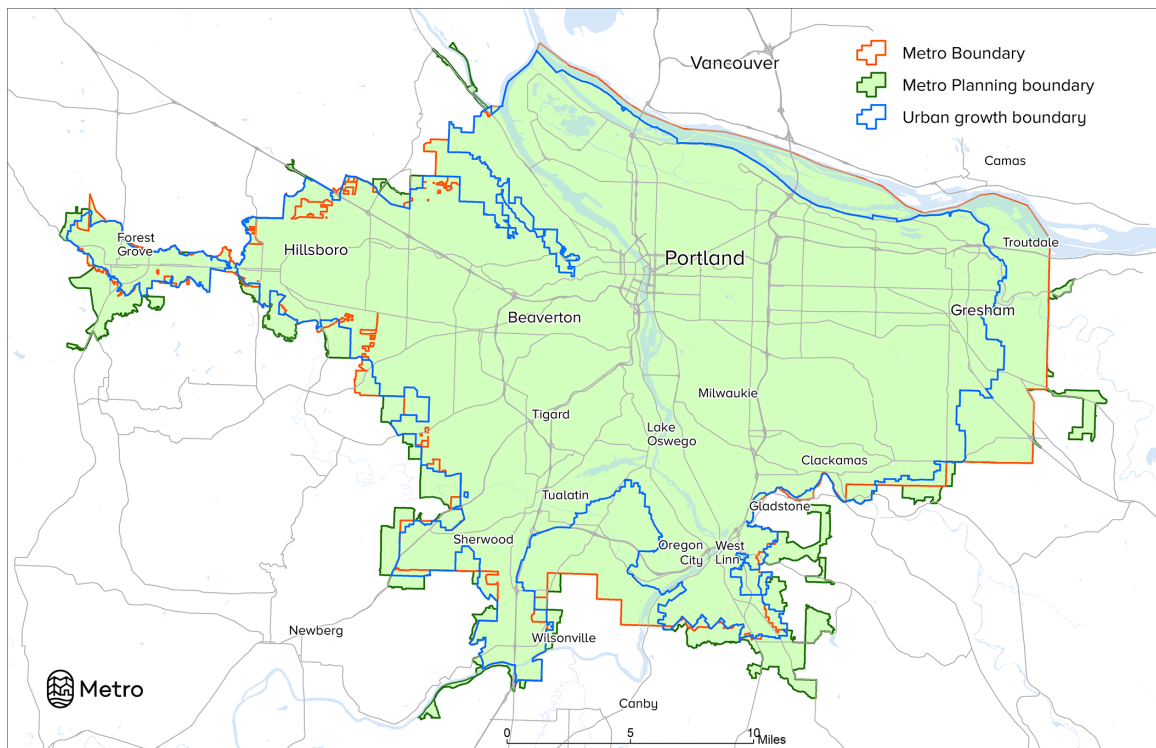 Metro Boundary
Metro Planning boundary
Urban growth boundary
Vancouver
Camas
Forest
Grove
Hillsboro
Portland
Troutdale
Gresham
Beaverton
Milwaukie
Tigard
Lake
Oswego
Clackamas
Tualatin
Gladstone
Sherwood
Oregon
City
West
Linn
Newberg
Wilsonville
Canby
Metro
0 5 10
Miles